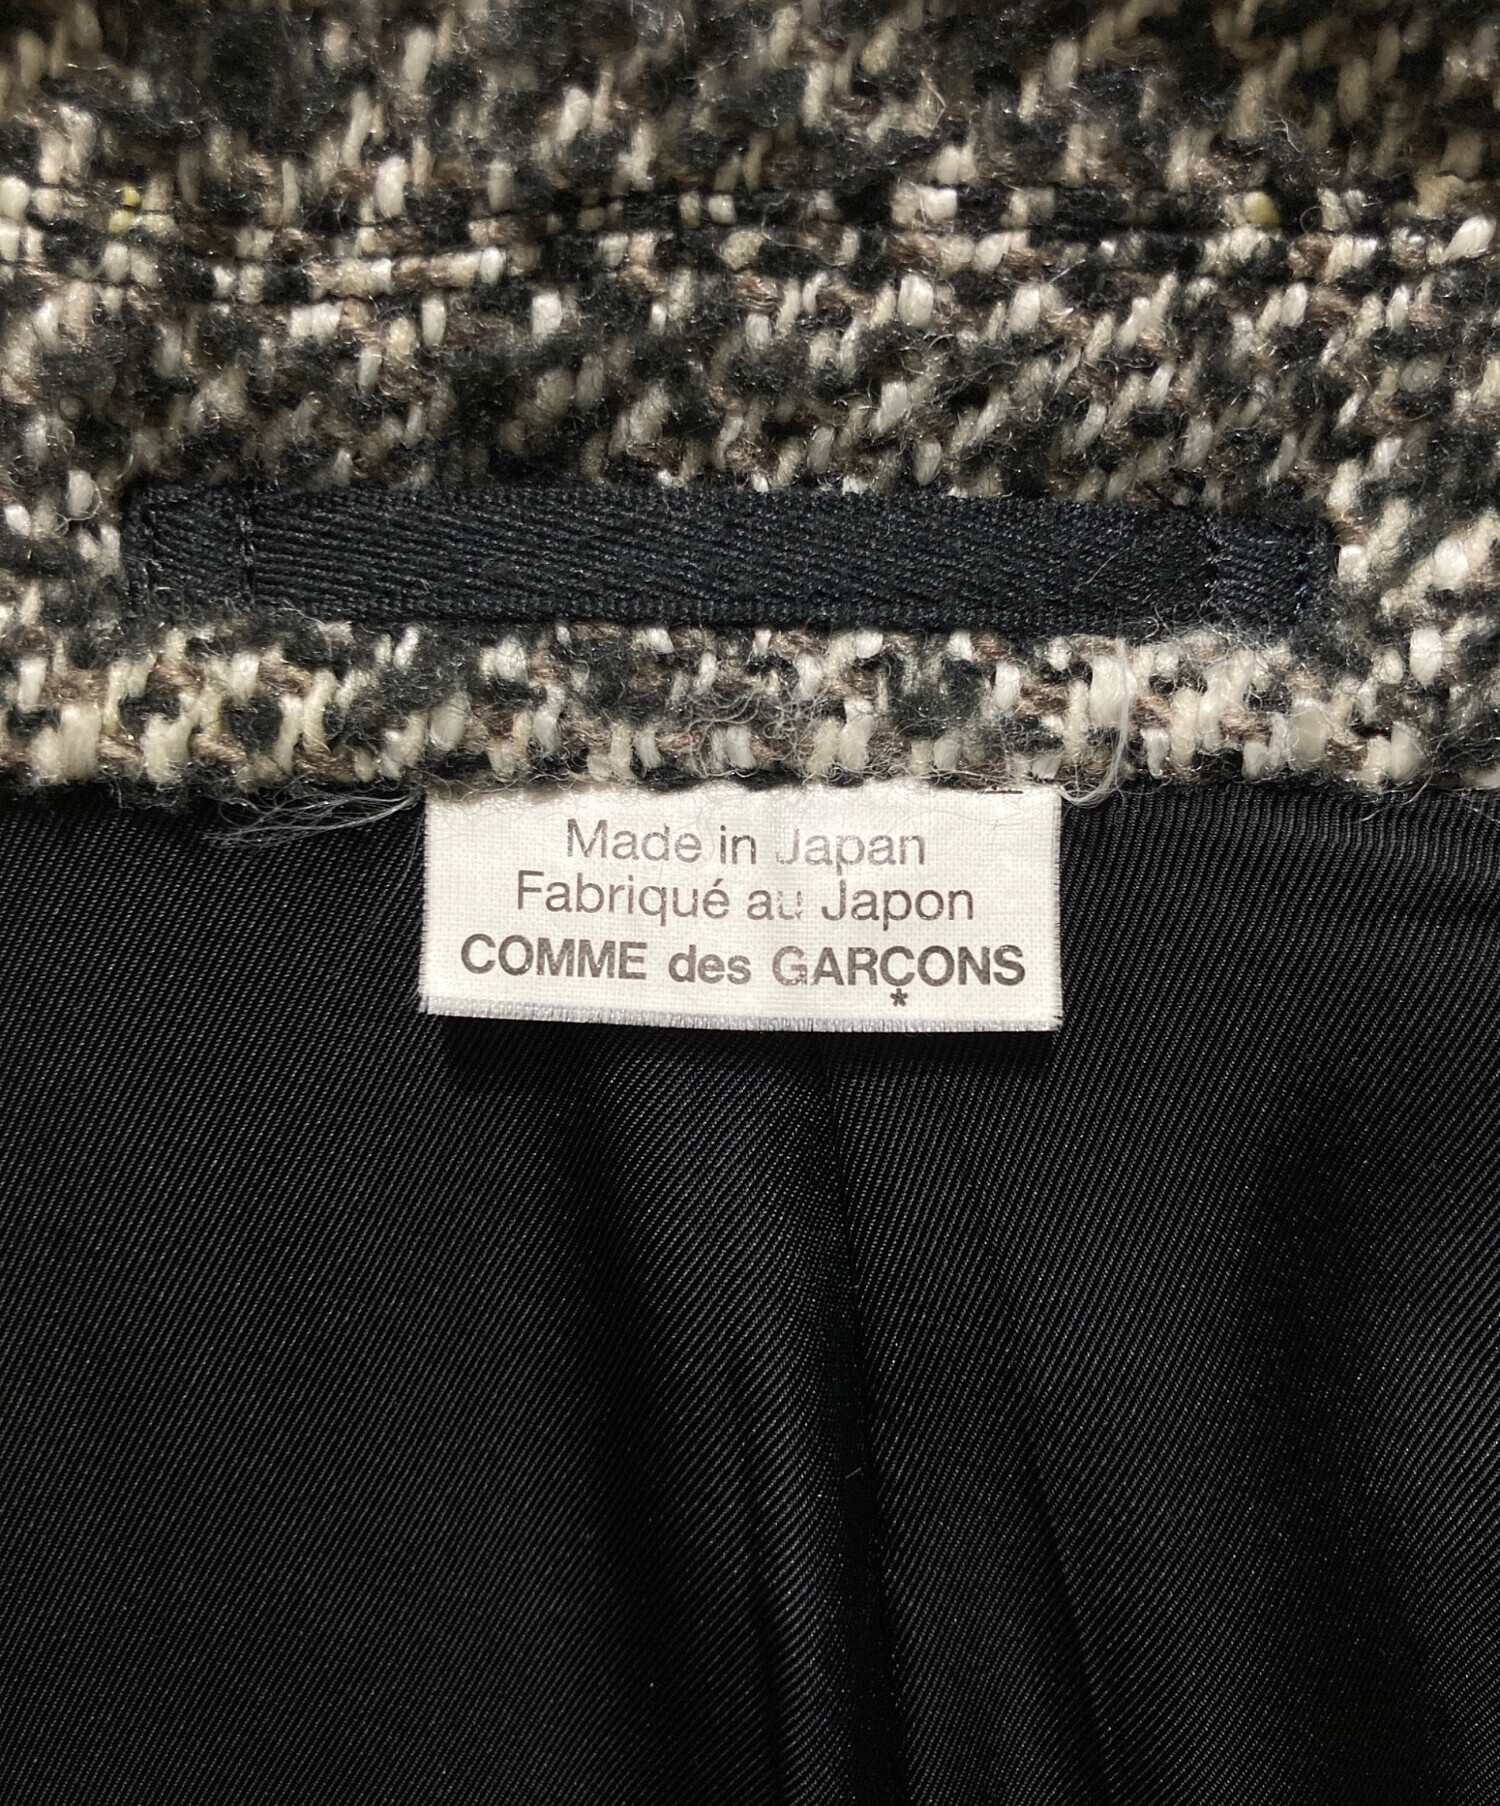 Made in Japan
Fabriqué au Japon
COMME des GARÇONS
*